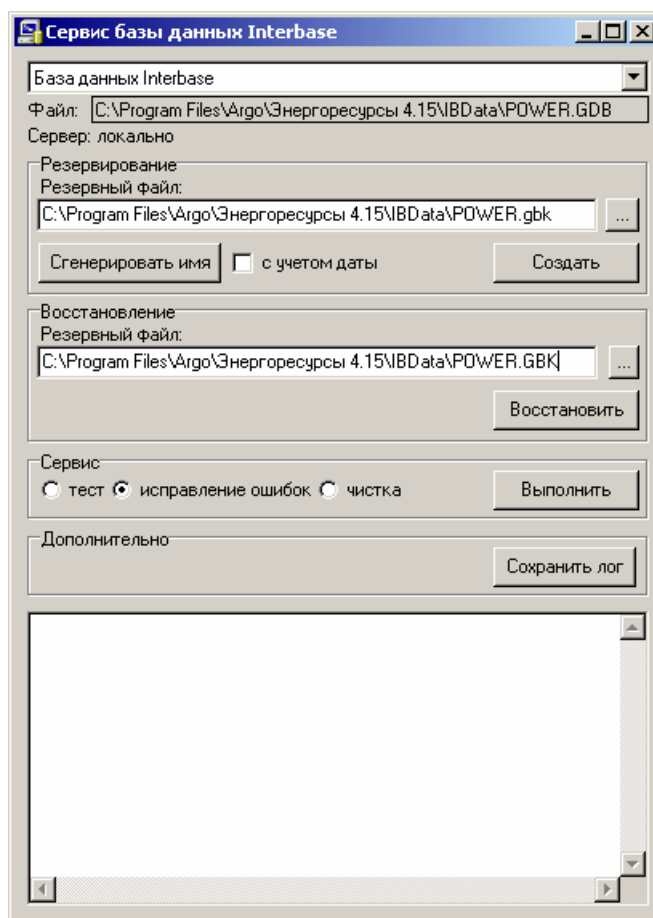 Сервис базы данных Interbase
База данных Interbase
Файл: C:\Program Files\Argo\Энергоресурсы 4.15\IBData\POWER.GDB
Сервер: локально
Резервирование
Резервный файл:
C:\Program Files\Argo\Энергоресурсы 4.15\IBData\POWER.gbk ...
Сгенерировать имя с учетом даты Создать
Восстановление
Резервный файл:
C:\Program Files\Argo\Энергоресурсы 4.15\IBData\POWER.GBK ...
Восстановить
Сервис
тест исправление ошибок чистка Выполнить
Дополнительно
Сохранить лог